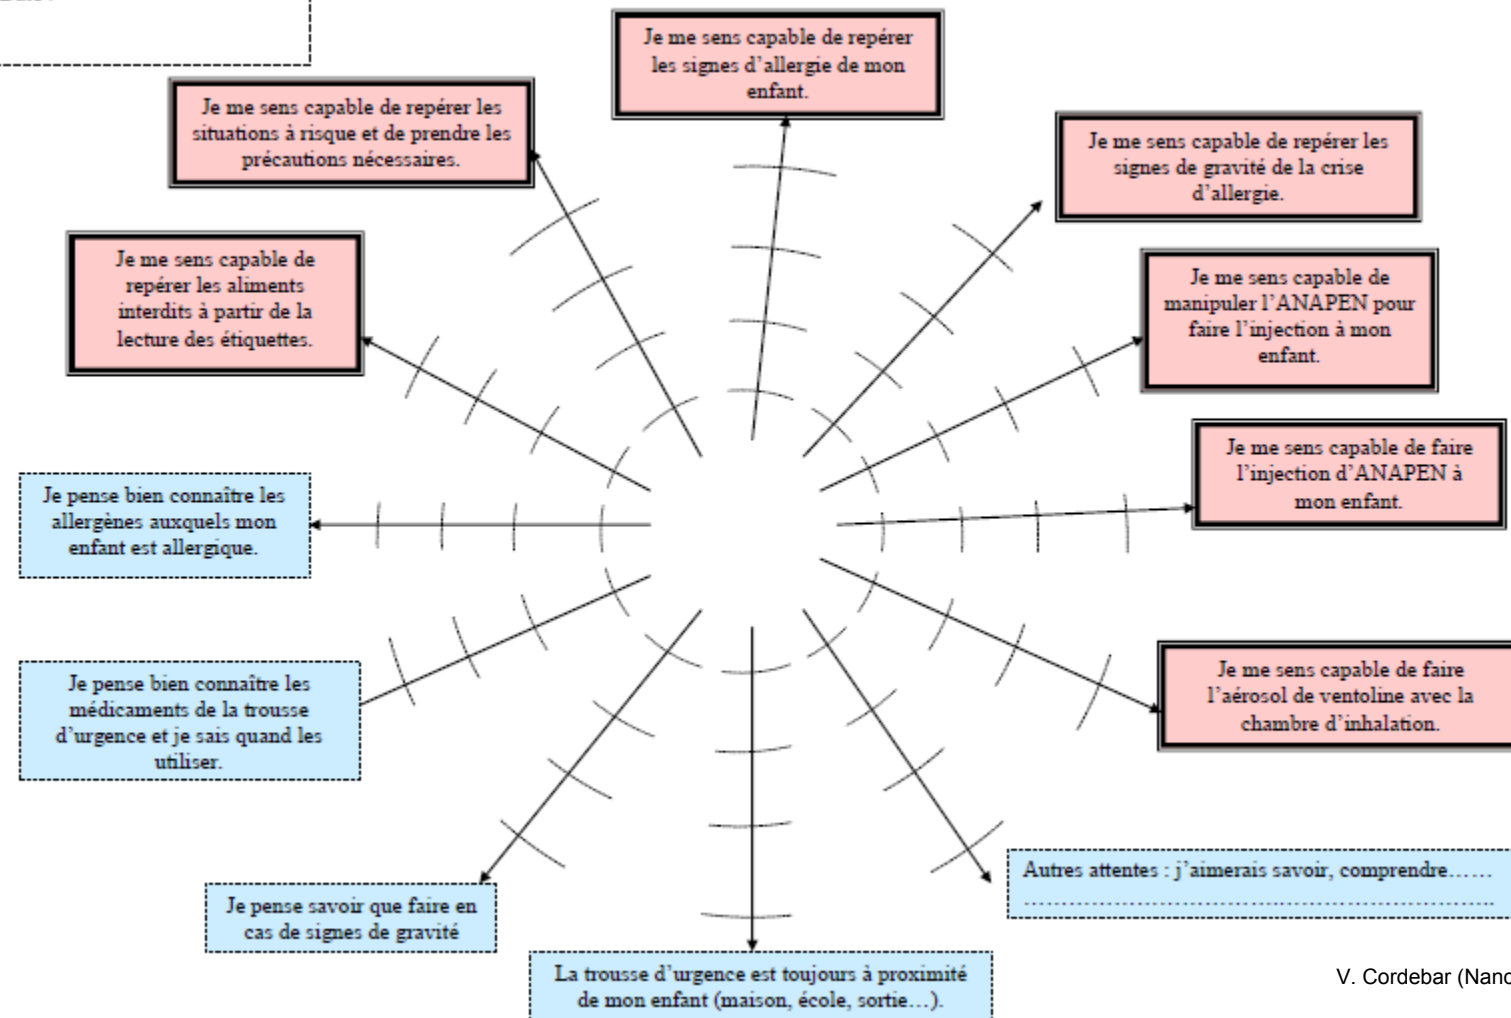 Je me sens capable de repérer
les signes d'allergie de mon
enfant.
Je me sens capable de repérer les
situations à risque et de prendre les
précautions nécessaires.
Je me sens capable de repérer les
signes de gravité de la crise
d'allergie.
Je me sens capable de
repérer les aliments
interdits à partir de la
lecture des étiquettes.
Je me sens capable de
manipuler l'ANAPEN pour
faire l'injection à mon
enfant.
Je me sens capable de faire
l'injection d'ANAPEN à
mon enfant.
Je pense bien connaître les
allergènes auxquels mon
enfant est allergique.
Je pense bien connaître les
médicaments de la trousse
d'urgence et je sais quand les
utiliser.
Je me sens capable de faire
l'aérosol de ventoline avec la
chambre d'inhalation.
Autres attentes : j'aimerais savoir, comprendre……
Je pense savoir que faire en
cas de signes de gravité
La trousse d'urgence est toujours à proximité
de mon enfant (maison, école, sortie…).
V. Cordebar (Nanc